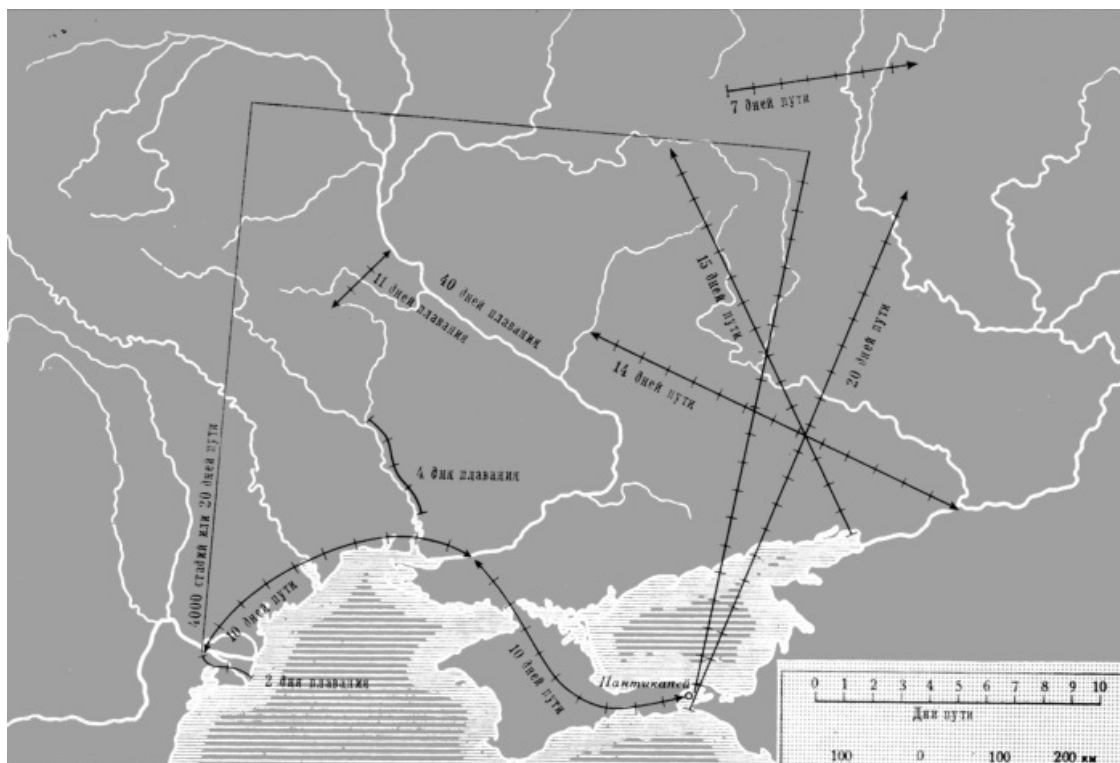 7 дней пути
15 дней пути
11 дней плавания
40 дней плавания
20 дней пути
14 дней пути
4 дня плавания
4000 стадий или 20 дней пути
10 дней пути
2 дня плавания
10 дней пути
Пантикапей
0 1 2 3 4 5 6 7 8 9 10
Дни пути
100 0 100 200 км